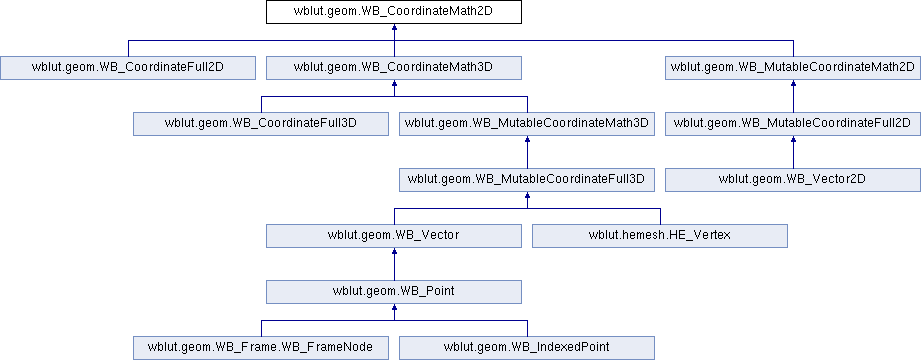 wblut.geom.WB_CoordinateMath2D
wblut.geom.WB_CoordinateFull2D
wblut.geom.WB_CoordinateMath3D
wblut.geom.WB_MutableCoordinateMath2D
wblut.geom.WB_CoordinateFull3D
wblut.geom.WB_MutableCoordinateMath3D
wblut.geom.WB_MutableCoordinateFull2D
wblut.geom.WB_MutableCoordinateFull3D
wblut.geom.WB_Vector2D
wblut.geom.WB_Vector
wblut.hemesh.HE_Vertex
wblut.geom.WB_Point
wblut.geom.WB_Frame.WB_FrameNode
wblut.geom.WB_IndexedPoint